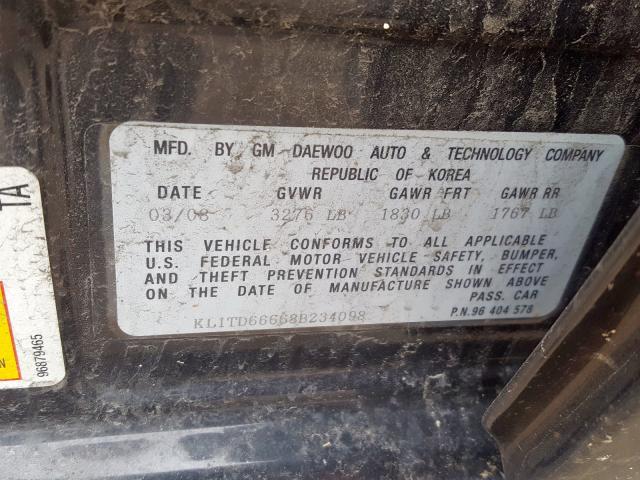 MFD. BY GM DAEWOO AUTO & TECHNOLOGY COMPANY
REPUBLIC OF KOREA
DATE GVWR GAWR FRT GAWR RR
03/08 3276 LB 1830 LB 1767 LB
THIS VEHICLE CONFORMS TO ALL APPLICABLE
U.S. FEDERAL MOTOR VEHICLE SAFETY, BUMPER,
AND THEFT PREVENTION STANDARDS IN EFFECT
ON THE DATE OF MANUFACTURE SHOWN ABOVE
PASS. CAR
KL1TD66668B234098
P.N. 96 404 578
TA
96879465